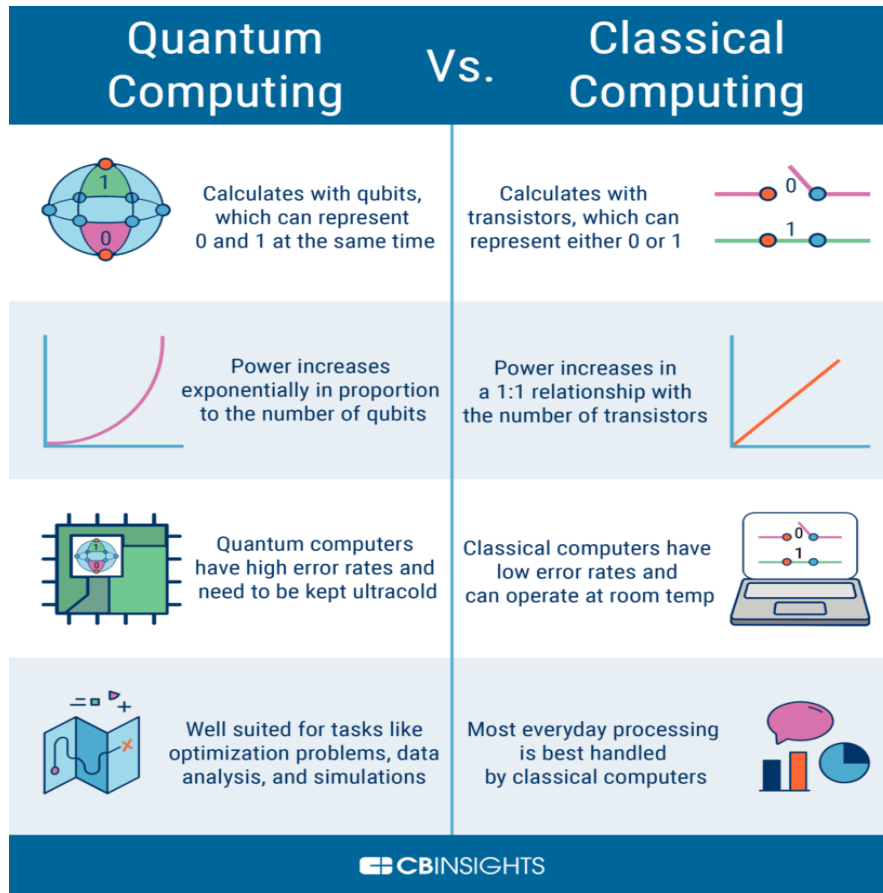 Quantum
Computing
Vs.
Classical
Computing
1
0
Calculates with qubits,
which can represent
0 and 1 at the same time
Calculates with
transistors, which can
represent either 0 or 1
0
1
Power increases
exponentially in proportion
to the number of qubits
Power increases in
a 1:1 relationship with
the number of transistors
1
0
Quantum computers
have high error rates and
need to be kept ultracold
Classical computers have
low error rates and
can operate at room temp
0
1
Well suited for tasks like
optimization problems, data
analysis, and simulations
Most everyday processing
is best handled
by classical computers
CBINSIGHTS